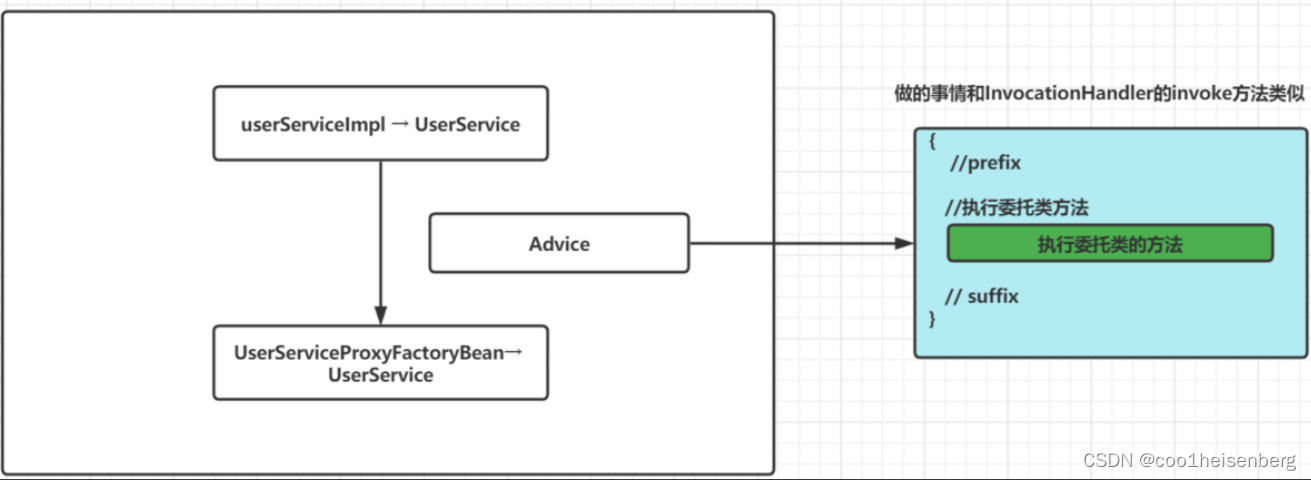 userServiceImpl → UserService
Advice
UserServiceProxyFactoryBean→
UserService
做的事情和InvocationHandler的invoke方法类似
{
//prefix
//执行委托类方法
执行委托类的方法
// suffix
}
CSDN @coo1heisenberg